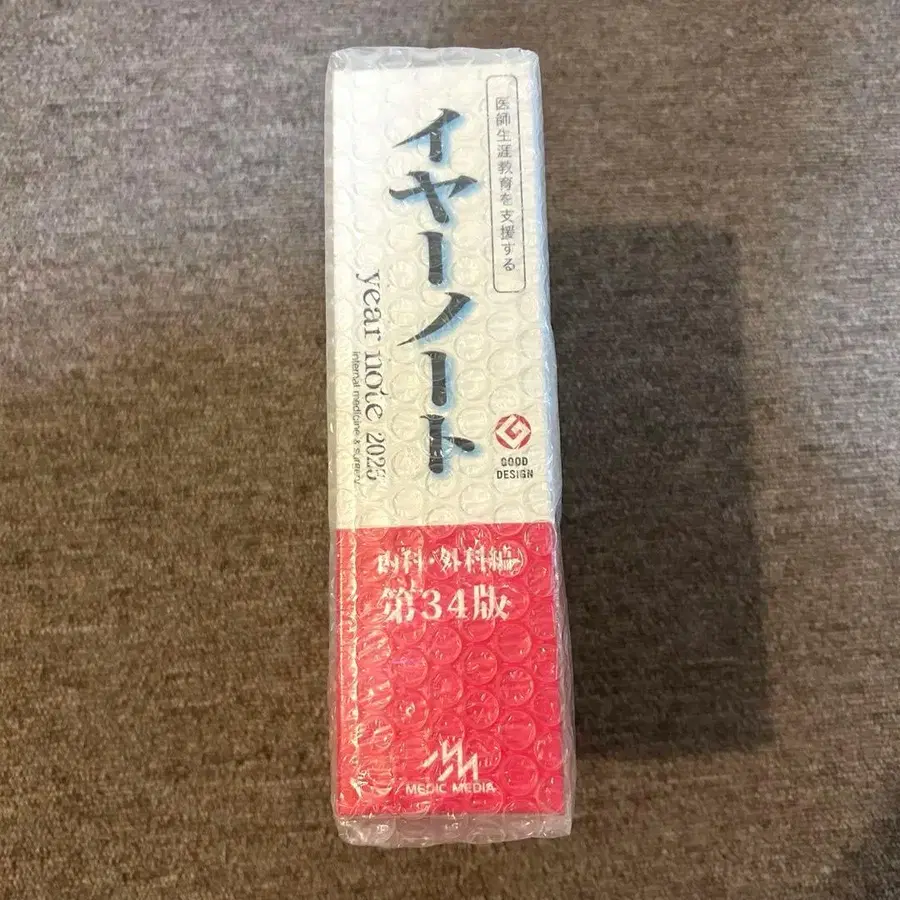 医師生涯教育を支援する
イヤーノート
year note 2025
internal medicine & surgery
GOOD
DESIGN
内科・外科編
第34版
MEDIC MEDIA